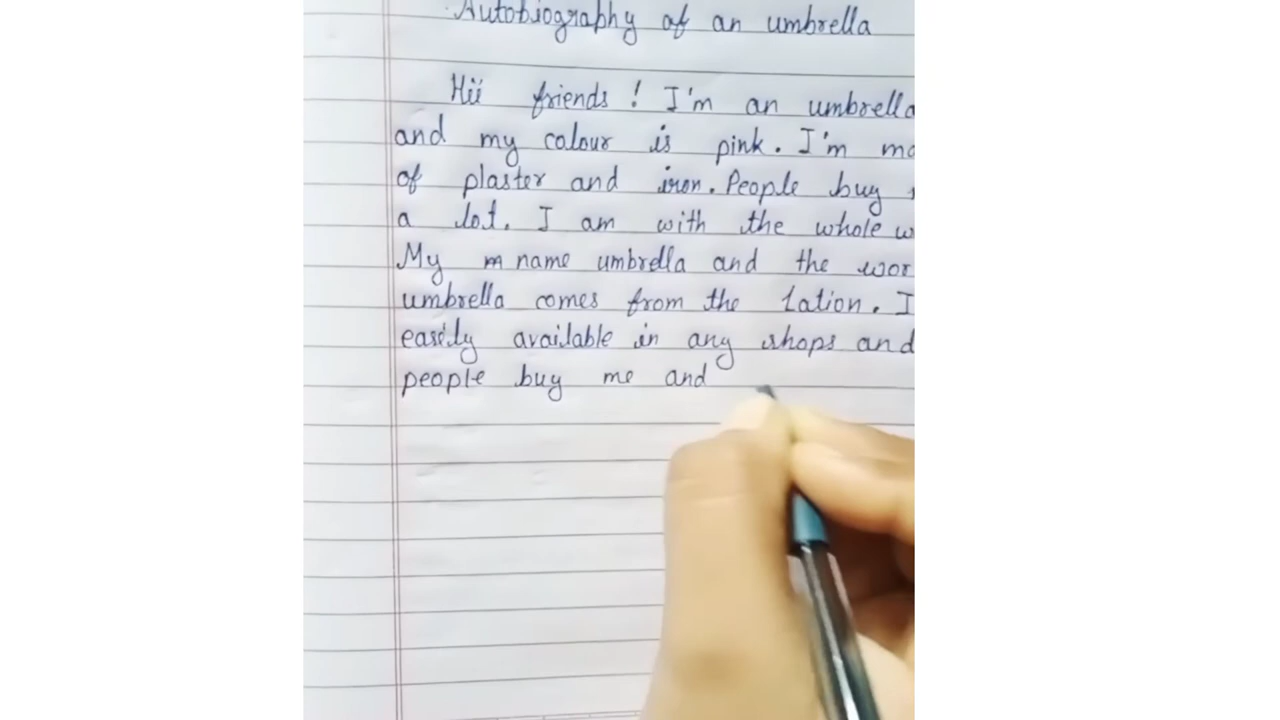 Autobiography of an umbrella
Hii friends! I'm an umbrella
and my colour is pink. I'm
of plaster and iron. People buy
a lot. I am with the whole
My name umbrella and the
umbrella comes from the Lation. I
easily available in any shops and
people buy me and